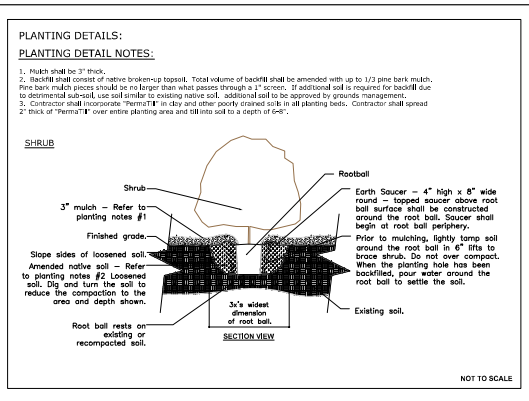 PLANTING DETAILS:
PLANTING DETAIL NOTES:
1. Mulch shall be 3" thick.
2. Backfill shall consist of native broken-up topsoil. Total volume of backfill shall be amended with up to 1/3 pine bark mulch.
Pine bark mulch pieces should be no larger than what passes through a 1" screen. If additional soil is required for backfill due
to detrimental sub-soil, use soil similar to existing native soil. additional soil to be approved by grounds management.
3. Contractor shall incorporate "PermaTill" in clay and other poorly drained soils in all planting beds. Contractor shall spread
2" thick of "PermaTill" over entire planting area and till into soil to a depth of 6-8".
SHRUB
Shrub
3" mulch - Refer to
planting notes #1
Finished grade.
Slope sides of loosened soil.
Amended native soil - Refer
to planting notes #2 Loosened
soil. Dig and turn the soil to
reduce the compaction to the
area and depth shown.
Root ball rests on
existing or
recompacted soil.
3x's widest
dimension
of root ball.
SECTION VIEW
Rootball
Earth Saucer - 4" high x 8" wide
round - topped saucer above root
ball surface shall be constructed
around the root ball. Saucer shall
begin at root ball periphery.
Prior to mulching, lightly tamp soil
around the root ball in 6" lifts to
brace shrub. Do not over compact.
When the planting hole has been
backfilled, pour water around the
root ball to settle the soil.
Existing soil.
NOT TO SCALE